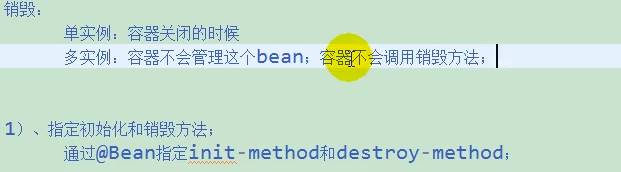 销毁：
单实例：容器关闭的时候
多实例：容器不会管理这个bean；容器不会调用销毁方法；
1）、指定初始化和销毁方法；
通过@Bean指定init-method和destroy-method；